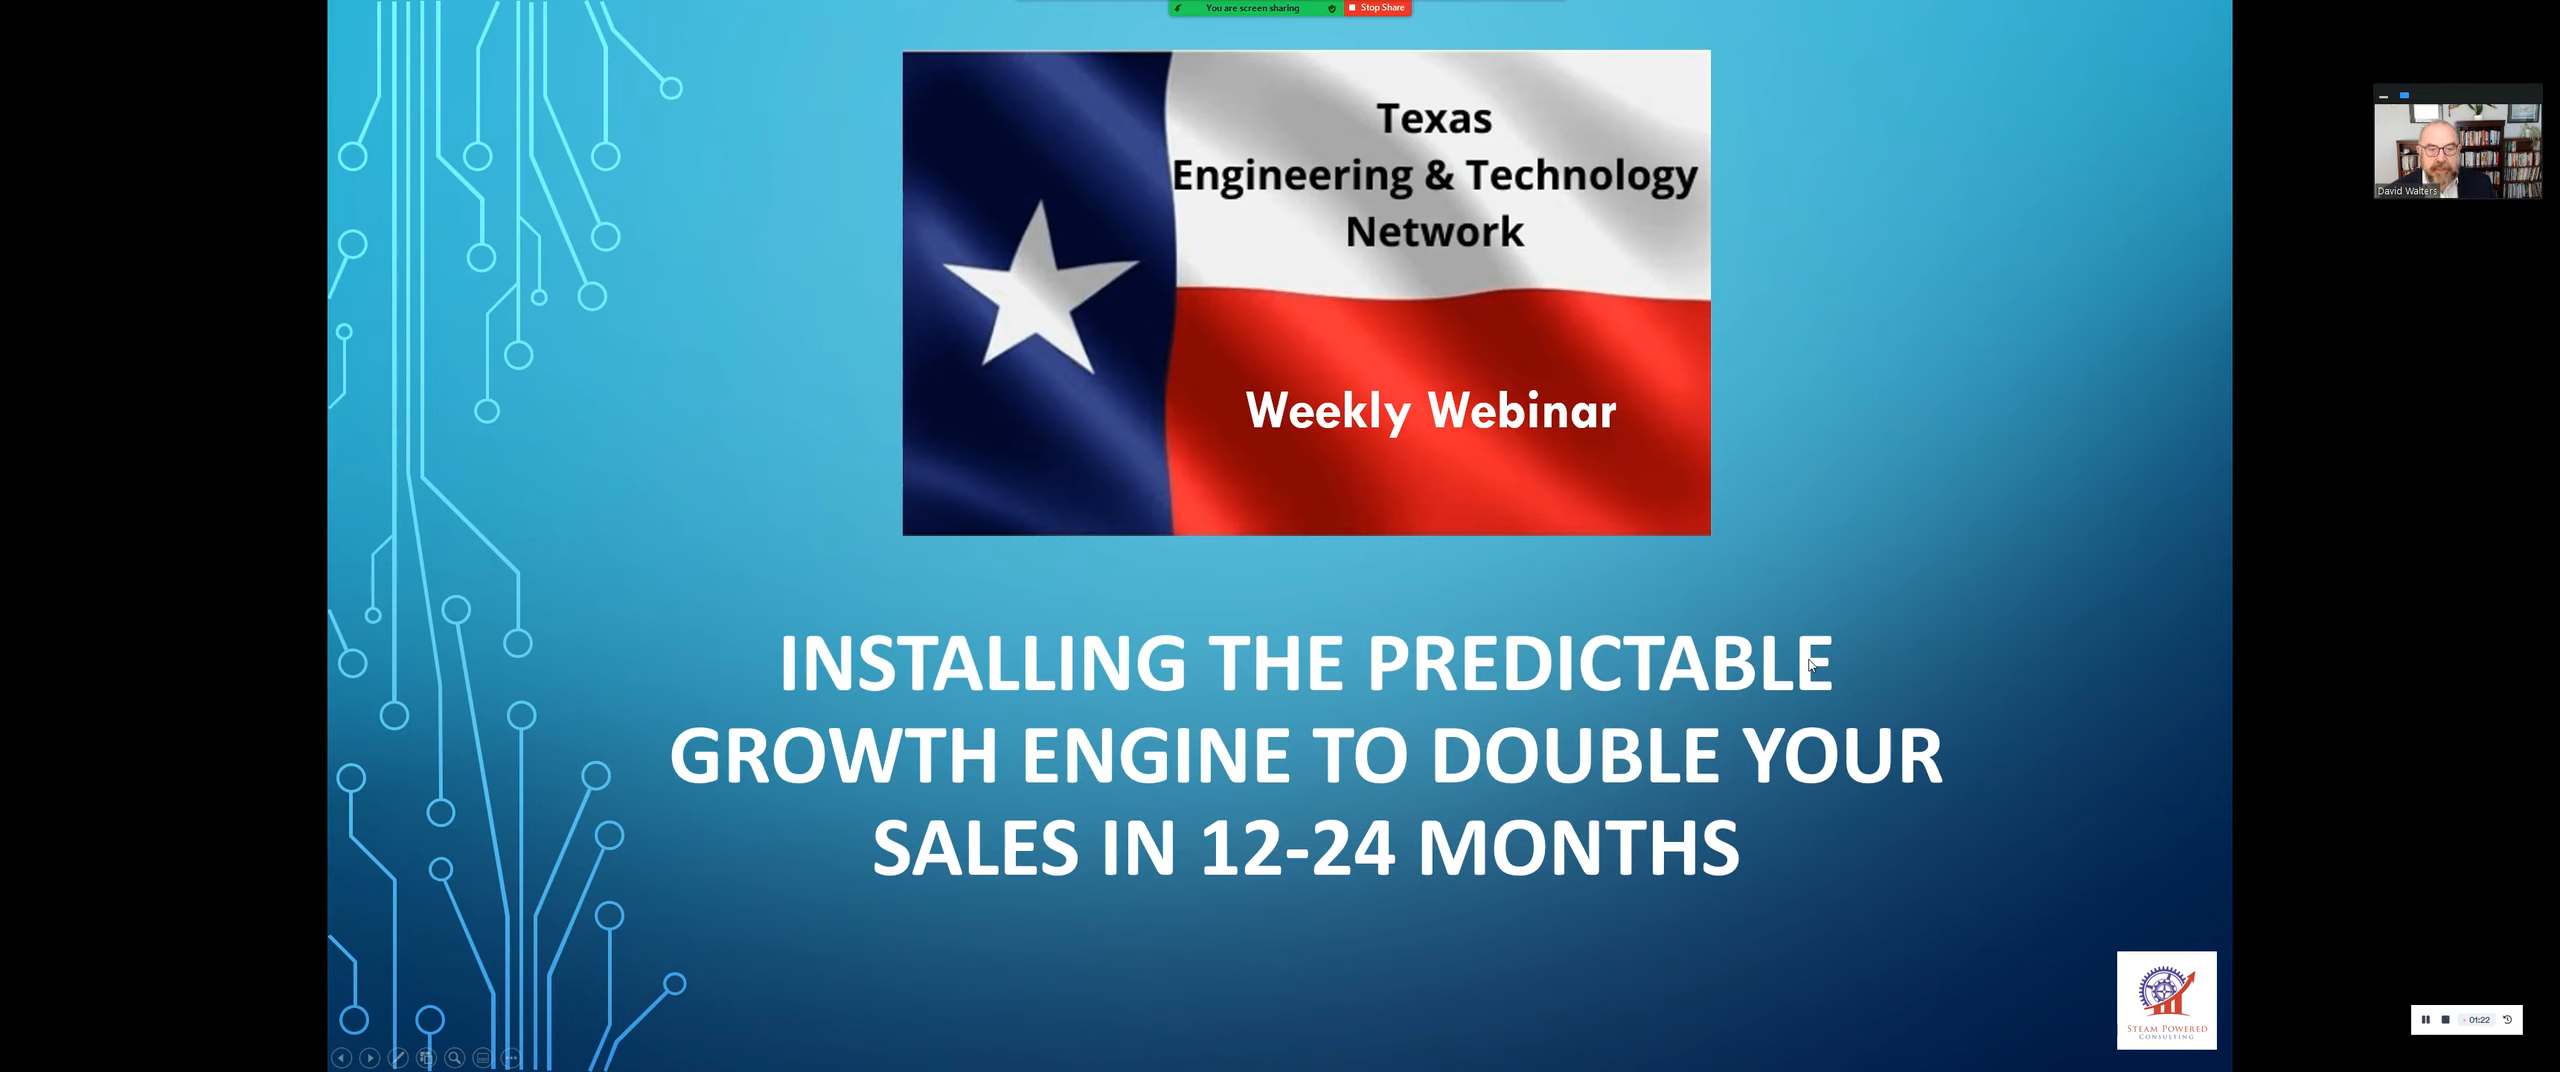 You are screen sharing
Stop Share
Texas
Engineering & Technology
Network
Weekly Webinar
David Walters
INSTALLING THE PREDICTABLE
GROWTH ENGINE TO DOUBLE YOUR
SALES IN 12-24 MONTHS
01:22
STEAM POWERED
CONSULTING